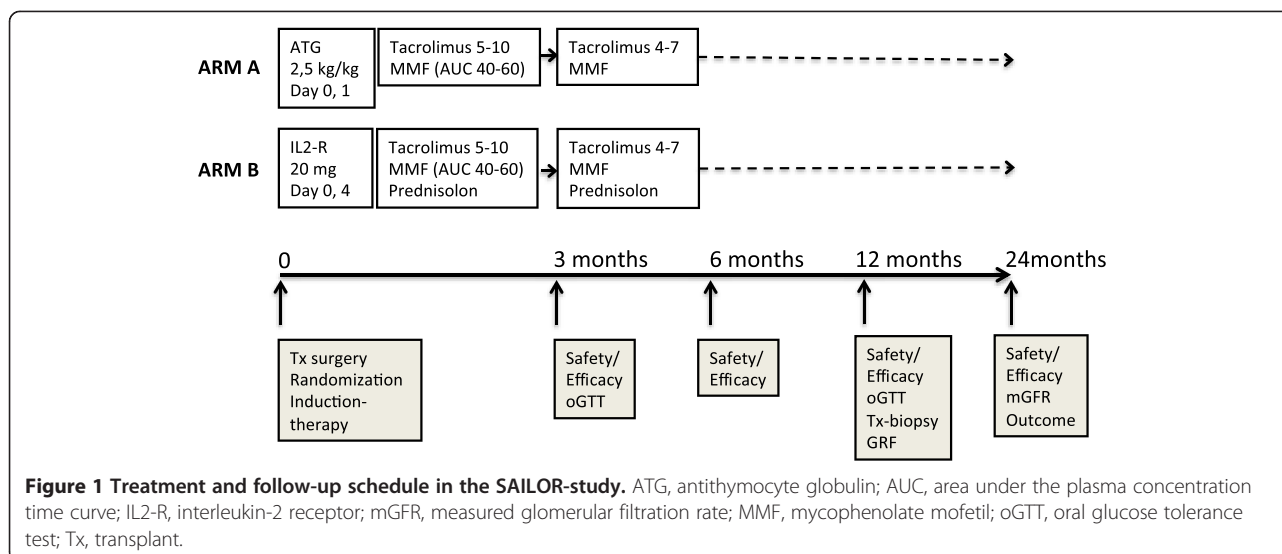 ARM A
ATG
2,5 kg/kg
Day 0, 1
Tacrolimus 5-10
MMF (AUC 40-60)
Tacrolimus 4-7
MMF
ARM B
IL2-R
20 mg
Day 0, 4
Tacrolimus 5-10
MMF (AUC 40-60)
Prednisolon
Tacrolimus 4-7
MMF
Prednisolon
0
3 months
6 months
12 months
24months
Tx surgery
Randomization
Induction-
therapy
Safety/
Efficacy
oGTT
Safety/
Efficacy
Safety/
Efficacy
oGTT
Tx-biopsy
GRF
Safety/
Efficacy
mGFR
Outcome
Figure 1 Treatment and follow-up schedule in the SAILOR-study. ATG, antithymocyte globulin; AUC, area under the plasma concentration
time curve; IL2-R, interleukin-2 receptor; mGFR, measured glomerular filtration rate; MMF, mycophenolate mofetil; oGTT, oral glucose tolerance
test; Tx, transplant.